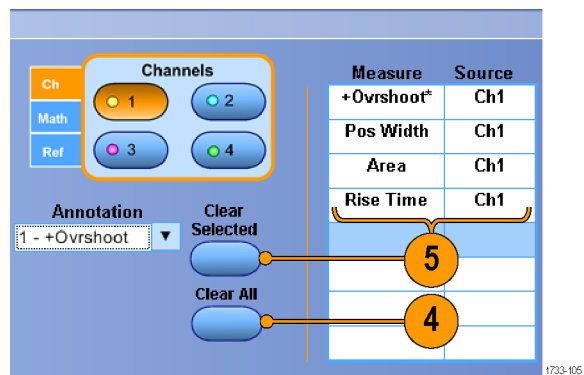 Channels
Ch
Math
Ref
1
2
3
4
Measure Source
+Ovrshoot* Ch1
Pos Width Ch1
Area Ch1
Rise Time Ch1
Annotation
1 - +Ovrshoot
Clear
Selected
5
Clear All
4
1733-105